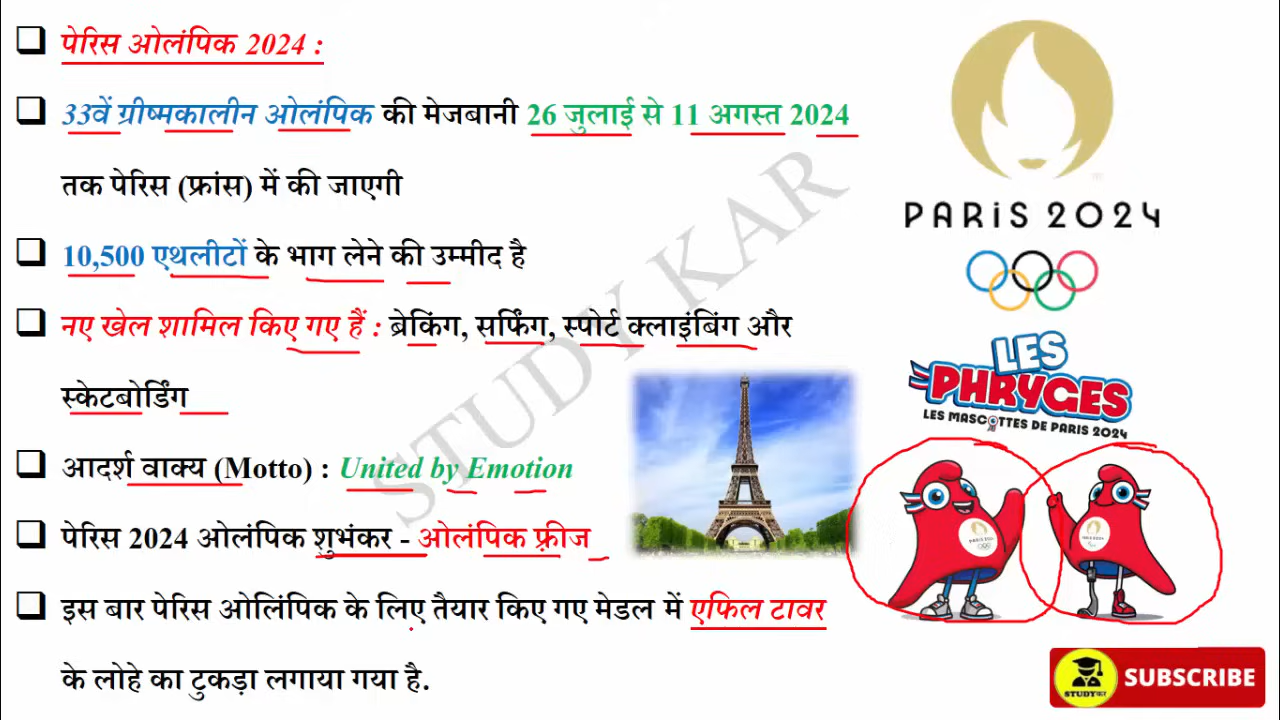 पेरिस ओलंपिक 2024 :
33वें ग्रीष्मकालीन ओलंपिक की मेजबानी 26 जुलाई से 11 अगस्त 2024
तक पेरिस (फ्रांस) में की जाएगी
10,500 एथलीटों के भाग लेने की उम्मीद है
नए खेल शामिल किए गए हैं : ब्रेकिंग, सर्फिंग, स्पोर्ट क्लाइंबिंग और
स्केटबोर्डिंग
आदर्श वाक्य (Motto) : United by Emotion
पेरिस 2024 ओलंपिक शुभंकर - ओलंपिक फ़्रीज
इस बार पेरिस ओलिंपिक के लिए तैयार किए गए मेडल में एफिल टावर
के लोहे का टुकड़ा लगाया गया है.
STUDY KAR
PARiS 2024
LES
PHRYGES
LES MASCOTTES DE PARIS 2024
SUBSCRIBE